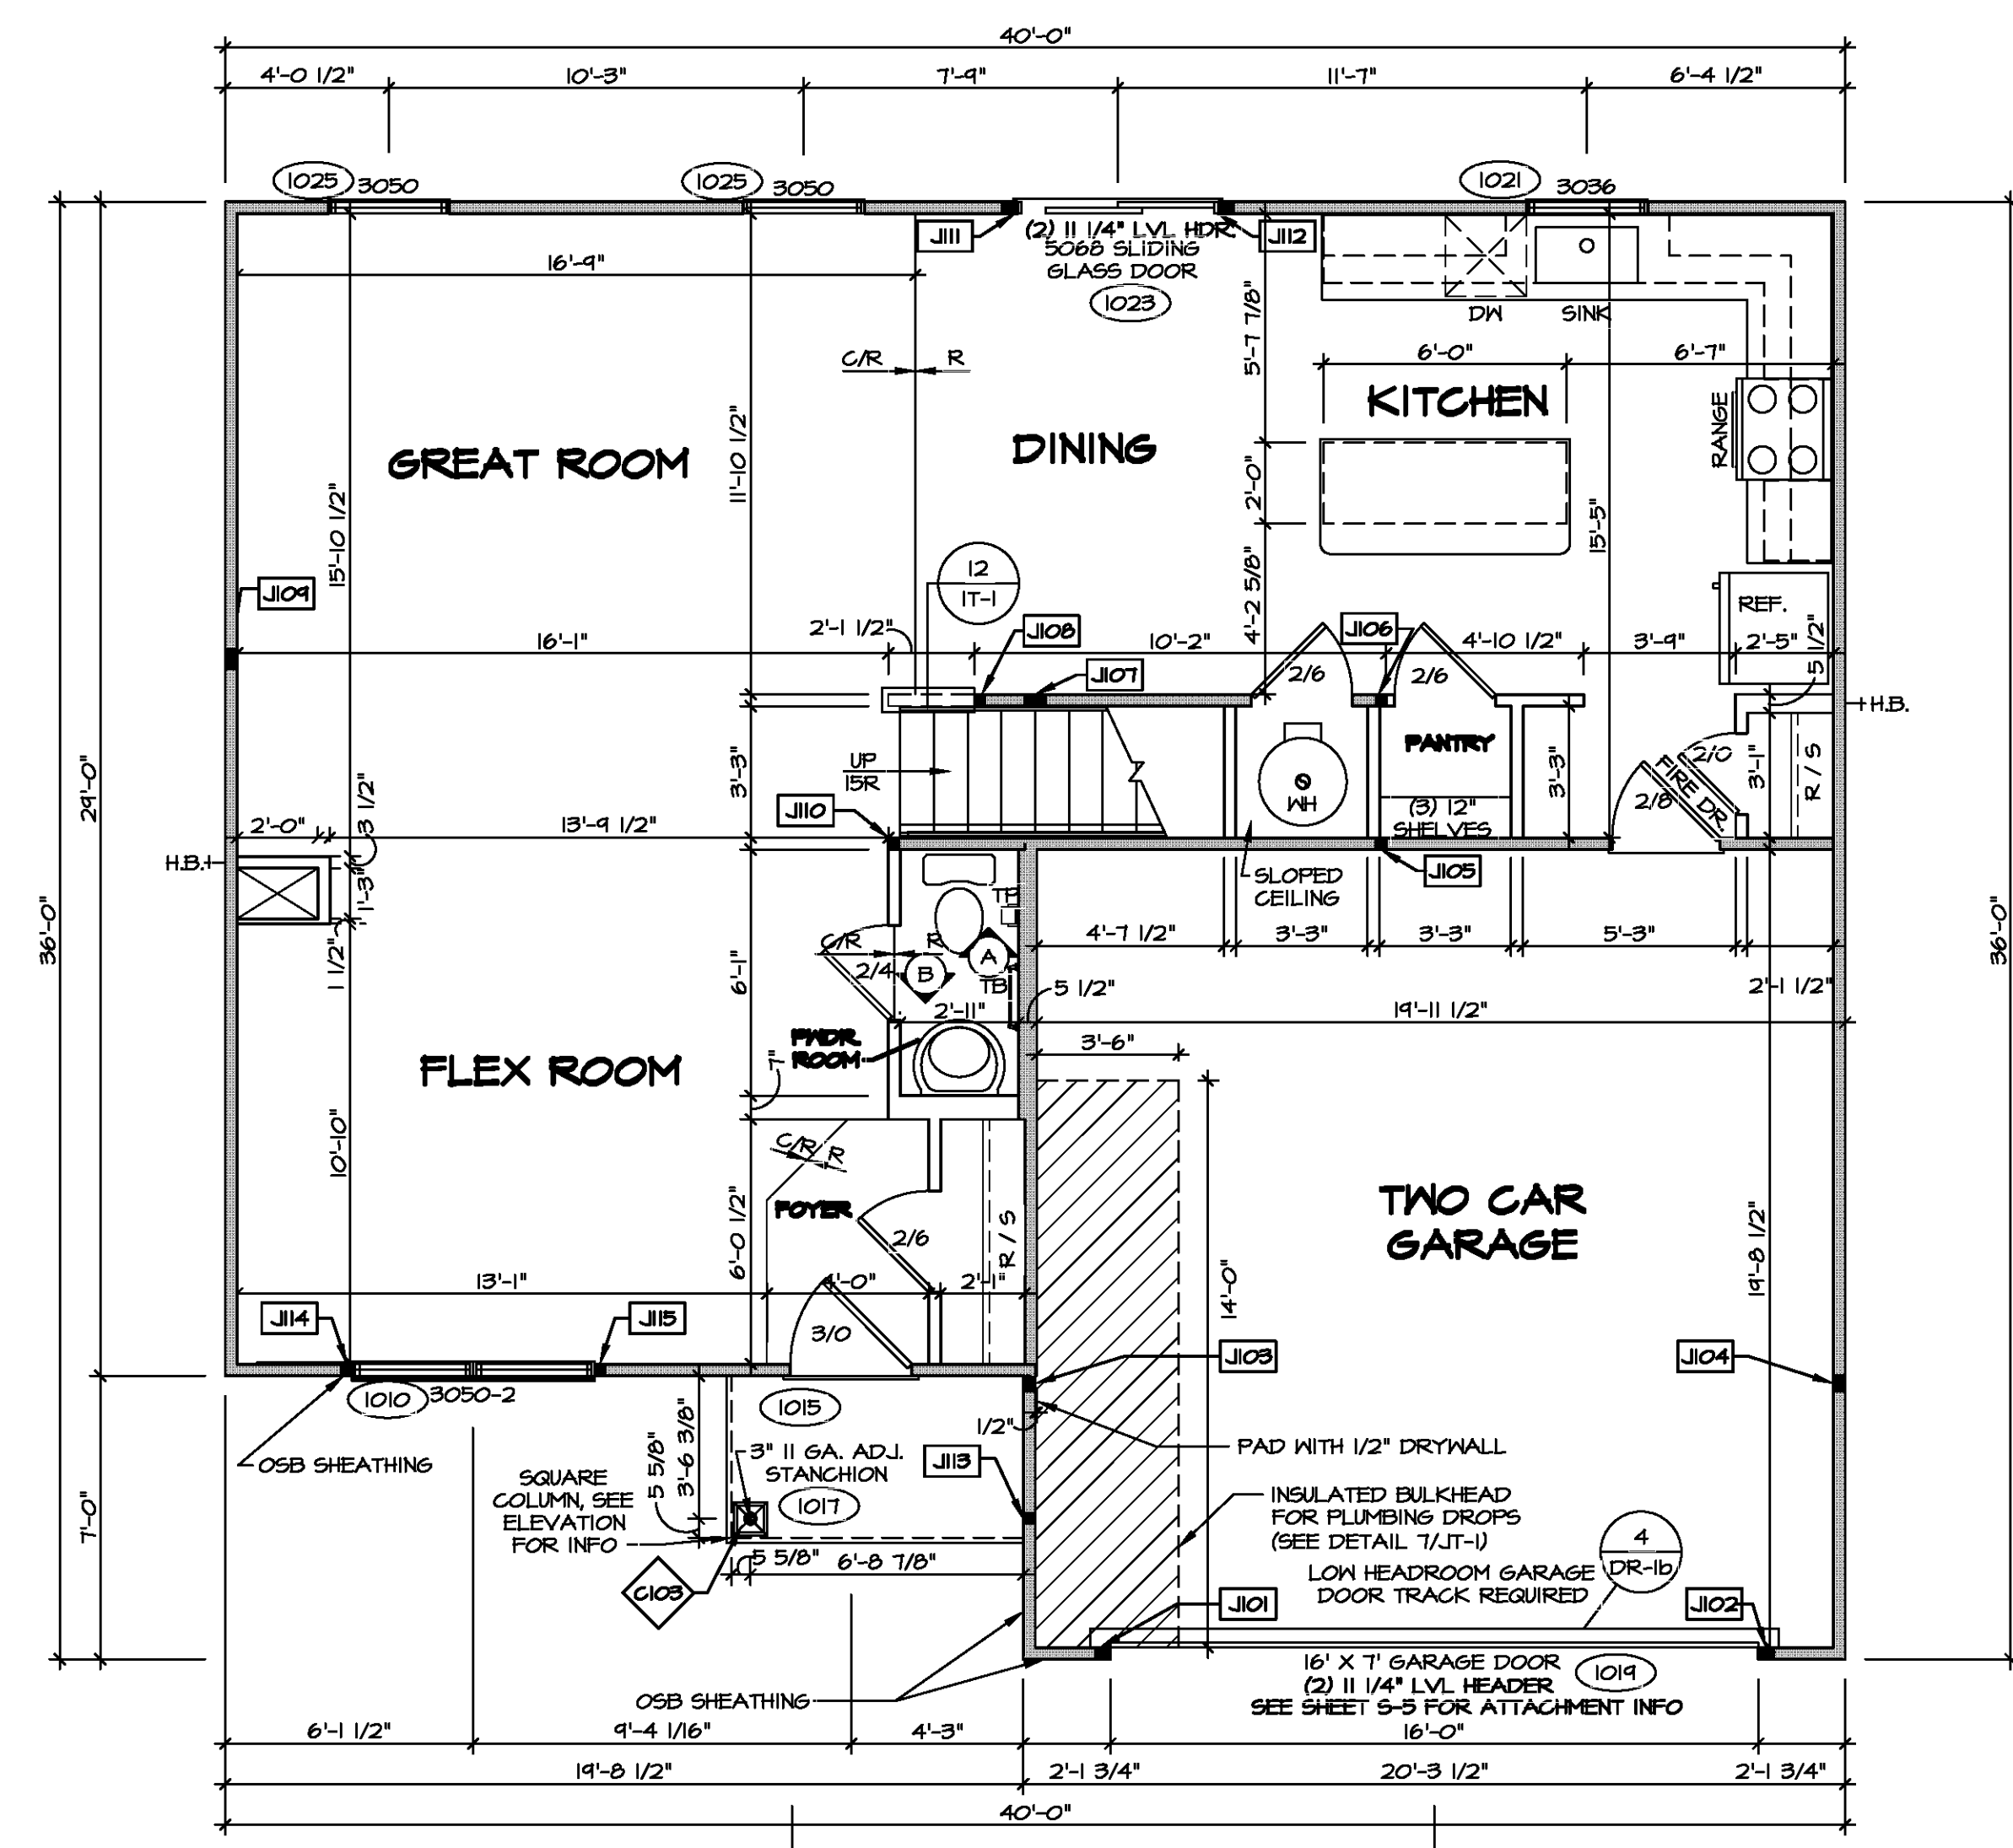 40'-0"
4'-0 1/2" 10'-3" 7'-9" 11'-7" 6'-4 1/2"
1025 3050 1025 3050 1021 3036
J111 (2) 11 1/4" LVL HDR. J112
5068 SLIDING
GLASS DOOR
1023
16'-9"
5'-7 7/8"
DW SINK
C/R R
6'-0" 6'-7"
KITCHEN
RANGE
11'-10 1/2"
GREAT ROOM
DINING
2'-0"
15'-10 1/2"
15'-5"
12
1T-1
J109
4'-2 5/8"
REF.
16'-1" 2'-1 1/2" J108 10'-2" J106 4'-10 1/2" 3'-9" 2'-5" 5 1/2"
J107
2/6 2/6
H.B.
PANTRY
UP
15R
3'-3"
WH
3'-3"
2/0
3'-1"
R / S
FIRE DR.
2/8
(3) 12"
SHELVES
29'-0"
J110
2'-0" 13'-9 1/2" 3 1/2"
H.B.
1'-3"
1 1/2"
J105
SLOPED
CEILING
36'-0"
36'-0"
TP
4'-7 1/2" 3'-3" 3'-3" 5'-3"
C/R R
2/4 B A
TB
6'-1"
5 1/2"
2'-1 1/2"
2'-11"
19'-11 1/2"
PWDR.
ROOM
7"
3'-6"
FLEX ROOM
10'-10"
C/R R
FOYER
6'-0 1/2"
2/6
R / S
TWO CAR
GARAGE
19'-8 1/2"
14'-0"
13'-1" 4'-0" 2'-1"
J114 J115
3/0
J103 J104
1010 3050-2
1015
1/2"
PAD WITH 1/2" DRYWALL
OSB SHEATHING
5 5/8"
3'-6 3/8"
3" 11 GA. ADJ.
STANCHION
1017
J113
SQUARE
COLUMN, SEE
ELEVATION
FOR INFO
INSULATED BULKHEAD
FOR PLUMBING DROPS
(SEE DETAIL 7/JT-1)
4
DR-1b
5 5/8" 6'-8 7/8"
C103
LOW HEADROOM GARAGE
DOOR TRACK REQUIRED
J101 J102
7'-0"
16' X 7' GARAGE DOOR 1019
(2) 11 1/4" LVL HEADER
SEE SHEET S-5 FOR ATTACHMENT INFO
OSB SHEATHING
6'-1 1/2" 9'-4 1/16" 4'-3" 16'-0"
19'-8 1/2" 2'-1 3/4" 20'-3 1/2" 2'-1 3/4"
40'-0"